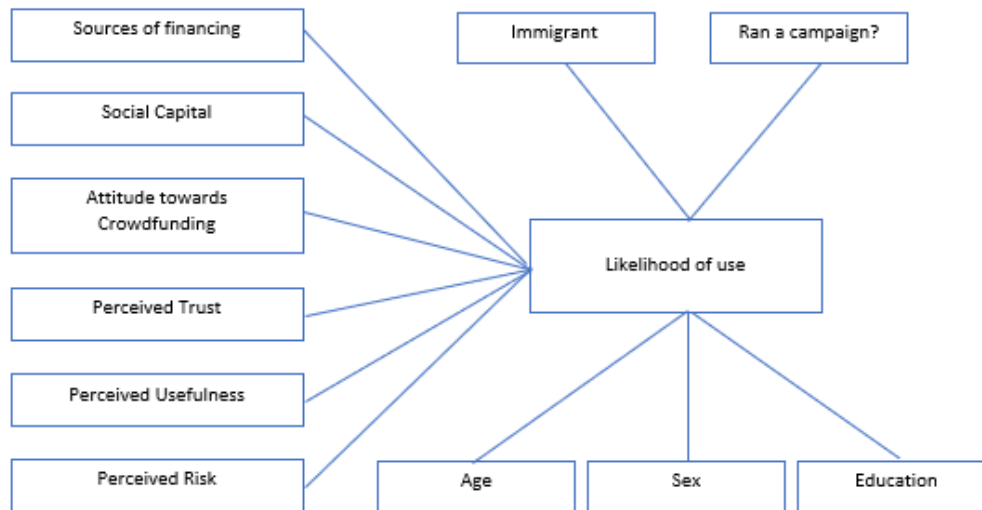 Sources of financing
Immigrant
Ran a campaign?
Social Capital
Attitude towards
Crowdfunding
Likelihood of use
Perceived Trust
Perceived Usefulness
Perceived Risk
Age
Sex
Education